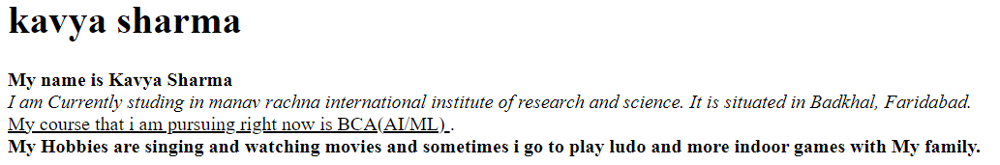 kavya sharma
My name is Kavya Sharma
I am Currently studing in manav rachna international institute of research and science. It is situated in Badkhal, Faridabad.
My course that i am pursuing right now is BCA(AI/ML) .
My Hobbies are singing and watching movies and sometimes i go to play ludo and more indoor games with My family.